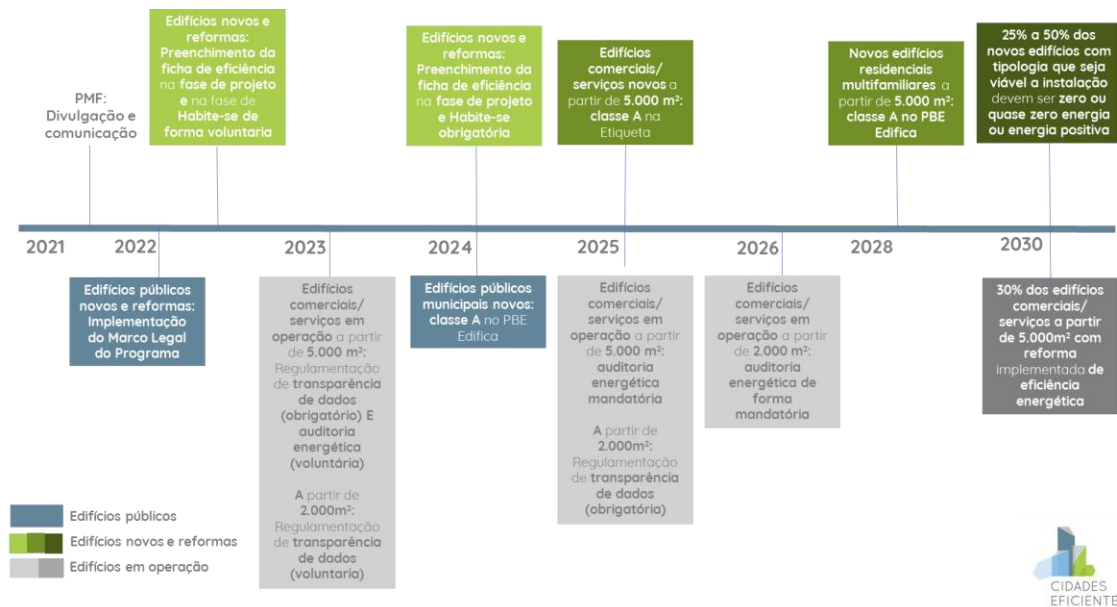 PMF:
Divulgação e
comunicação
Edifícios novos e
reformas:
Preenchimento da
ficha de eficiência
na fase de projeto
e na fase de
Habite-se de
forma voluntaria
Edifícios novos e
reformas:
Preenchimento da
ficha de eficiência
na fase de projeto
e Habite-se
obrigatória
Edifícios
comerciais/
serviços novos a
partir de 5.000 m²:
classe A na
Etiqueta
Novos edifícios
residenciais
multifamiliares a
partir de 5.000 m²:
classe A no PBE
Edifica
25% a 50% dos
novos edifícios com
tipologia que seja
viável a instalação
devem ser zero ou
quase zero energia
ou energia positiva
2021
2022
2023
2024
2025
2026
2028
2030
Edifícios públicos
novos e reformas:
Implementação
do Marco Legal
do Programa
Edifícios
comerciais/
serviços em
operação a partir
de 5.000 m²:
Regulamentação
de transparência
de dados
(obrigatório) E
auditoria
energética
(voluntária)
A partir de
2.000m²:
Regulamentação
de transparência
de dados
(voluntaria)
Edifícios públicos
municipais novos:
classe A no PBE
Edifica
Edifícios
comerciais/
serviços em
operação a partir
de 5.000 m²:
auditoria
energética
mandatória
A partir de
2.000m²:
Regulamentação
de transparência
de dados
(obrigatória)
Edifícios
comerciais/
serviços em
operação a partir
de 2.000 m²:
auditoria
energética de
forma
mandatória
30% dos edifícios
comerciais/
serviços a partir
de 5.000m² com
reforma
implementada de
eficiência
energética
Edifícios públicos
Edifícios novos e reformas
Edifícios em operação
CIDADES
EFICIENTE